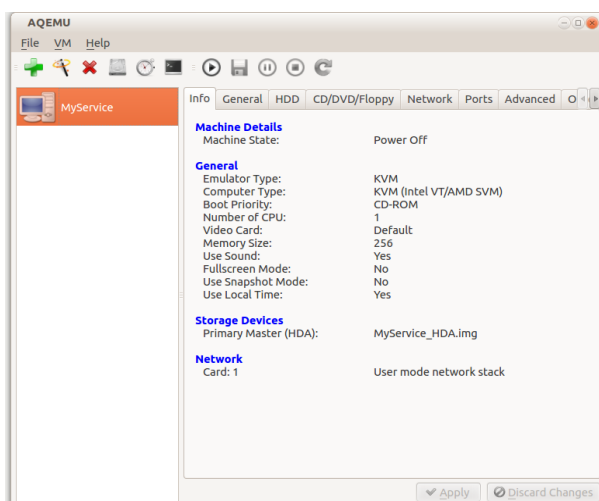 AQEMU
File VM Help
MyService
Info General HDD CD/DVD/Floppy Network Ports Advanced O
Machine Details
Machine State: Power Off
General
Emulator Type: KVM
Computer Type: KVM (Intel VT/AMD SVM)
Boot Priority: CD-ROM
Number of CPU: 1
Video Card: Default
Memory Size: 256
Use Sound: Yes
Fullscreen Mode: No
Use Snapshot Mode: No
Use Local Time: Yes
Storage Devices
Primary Master (HDA): MyService_HDA.img
Network
Card: 1 User mode network stack
Apply Discard Changes